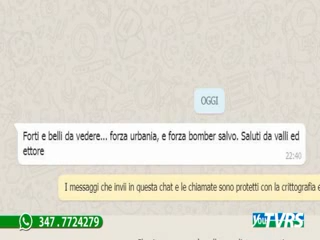 OGGI
Forti e belli da vedere... forza urbania, e forza bomber salvo. Saluti da valli ed
ettore
22:40
I messaggi che invii in questa chat e le chiamate sono protetti con la crittografia e
347.7724279
You TVRS